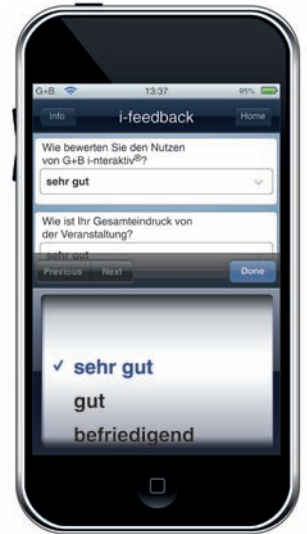 G+B 13:37 95%
Info i-feedback Home
Wie bewerten Sie den Nutzen
von G+B i-nteraktiv®?
sehr gut
Wie ist Ihr Gesamteindruck von
der Veranstaltung?
sehr gut
Previous Next Done
✓ sehr gut
gut
befriedigend